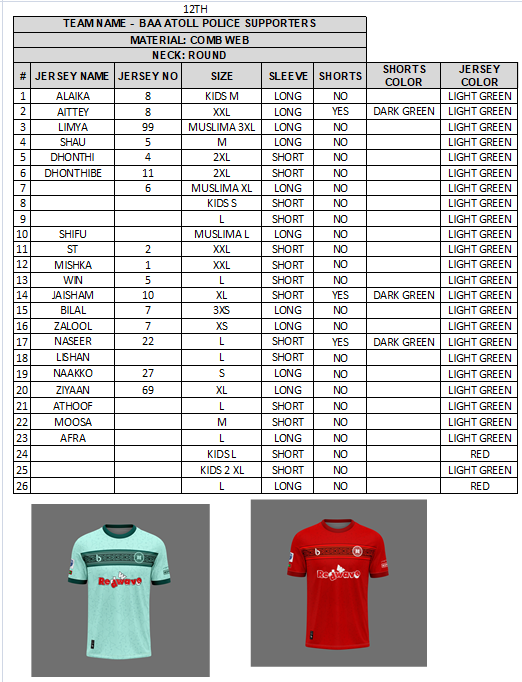 12TH
TEAM NAME - BAA ATOLL POLICE SUPPORTERS
MATERIAL: COMB WEB
NECK: ROUND
# JERSEY NAME JERSEY NO SIZE SLEEVE SHORTS SHORTS COLOR JERSEY COLOR
1 ALAIKA 8 KIDS M LONG NO LIGHT GREEN
2 AITTEY 8 XXL LONG YES DARK GREEN LIGHT GREEN
3 LIMYA 99 MUSLIMA 3XL LONG NO LIGHT GREEN
4 SHAU 5 M LONG NO LIGHT GREEN
5 DHONTHI 4 2XL SHORT NO LIGHT GREEN
6 DHONTHIBE 11 2XL SHORT NO LIGHT GREEN
7 6 MUSLIMA XL LONG NO LIGHT GREEN
8 KIDS S SHORT NO LIGHT GREEN
9 L SHORT NO LIGHT GREEN
10 SHIFU MUSLIMA L LONG NO LIGHT GREEN
11 ST 2 XXL SHORT NO LIGHT GREEN
12 MISHKA 1 XXL SHORT NO LIGHT GREEN
13 WIN 5 L SHORT NO LIGHT GREEN
14 JAISHAM 10 XL SHORT YES DARK GREEN LIGHT GREEN
15 BILAL 7 3XS LONG NO LIGHT GREEN
16 ZALOOL 7 XS LONG NO LIGHT GREEN
17 NASEER 22 L SHORT YES DARK GREEN LIGHT GREEN
18 LISHAN L SHORT NO LIGHT GREEN
19 NAAKKO 27 S LONG NO LIGHT GREEN
20 ZIYAAN 69 XL LONG NO LIGHT GREEN
21 ATHOOF L SHORT NO LIGHT GREEN
22 MOOSA M SHORT NO LIGHT GREEN
23 AFRA L LONG NO LIGHT GREEN
24 KIDS L SHORT NO RED
25 KIDS 2 XL SHORT NO LIGHT GREEN
26 L LONG NO RED
Redwave
Redwave